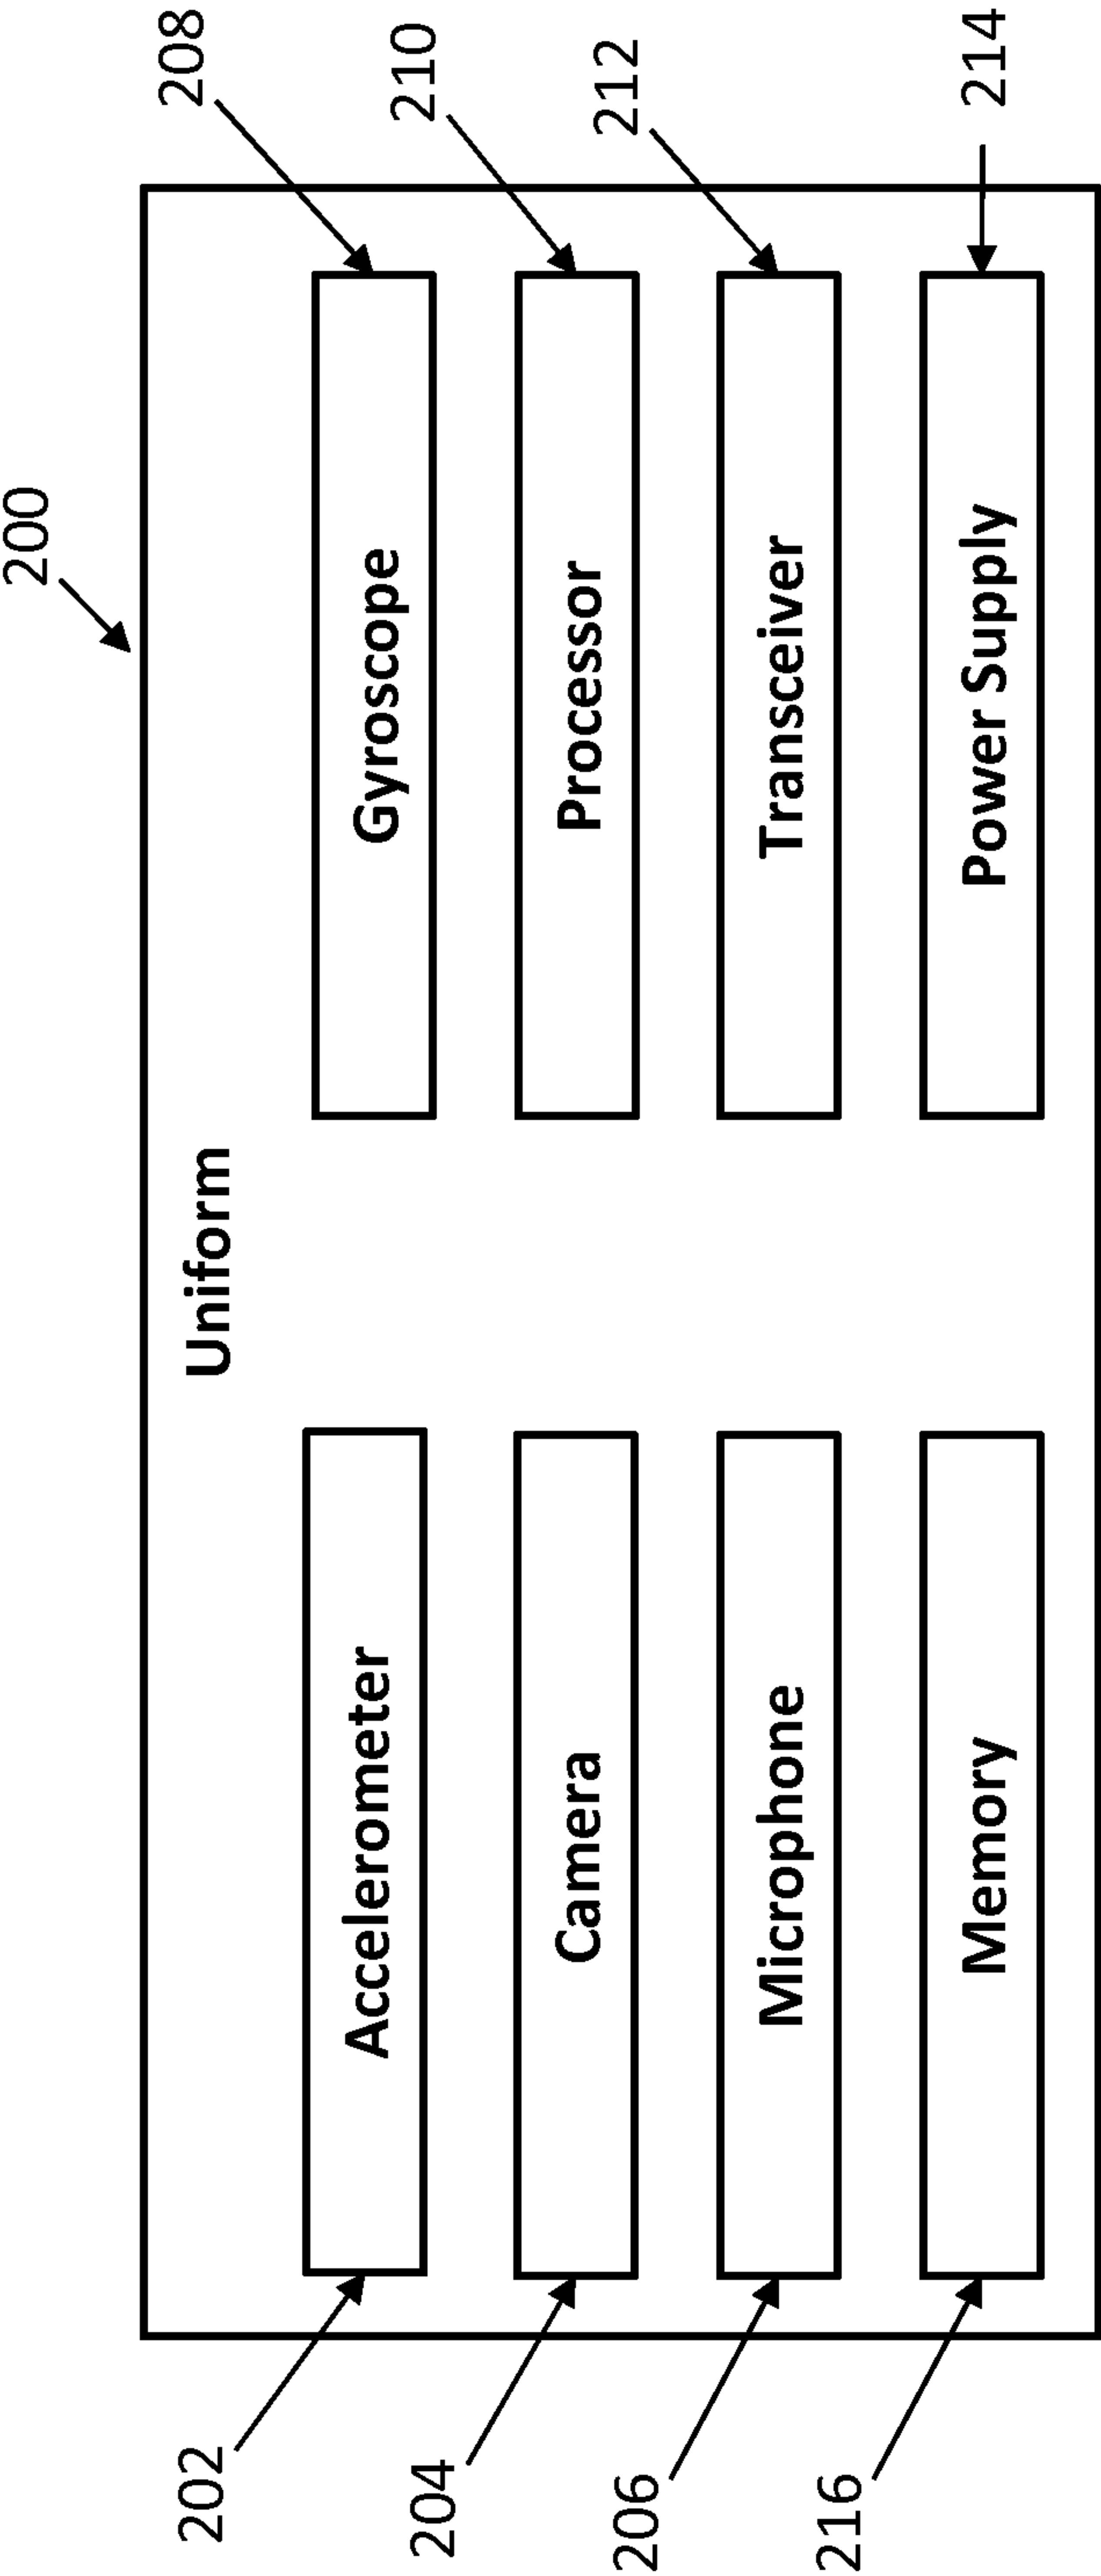 200
Uniform
202
Accelerometer
Gyroscope
208
204
Camera
Processor
210
206
Microphone
Transceiver
212
216
Memory
Power Supply
214